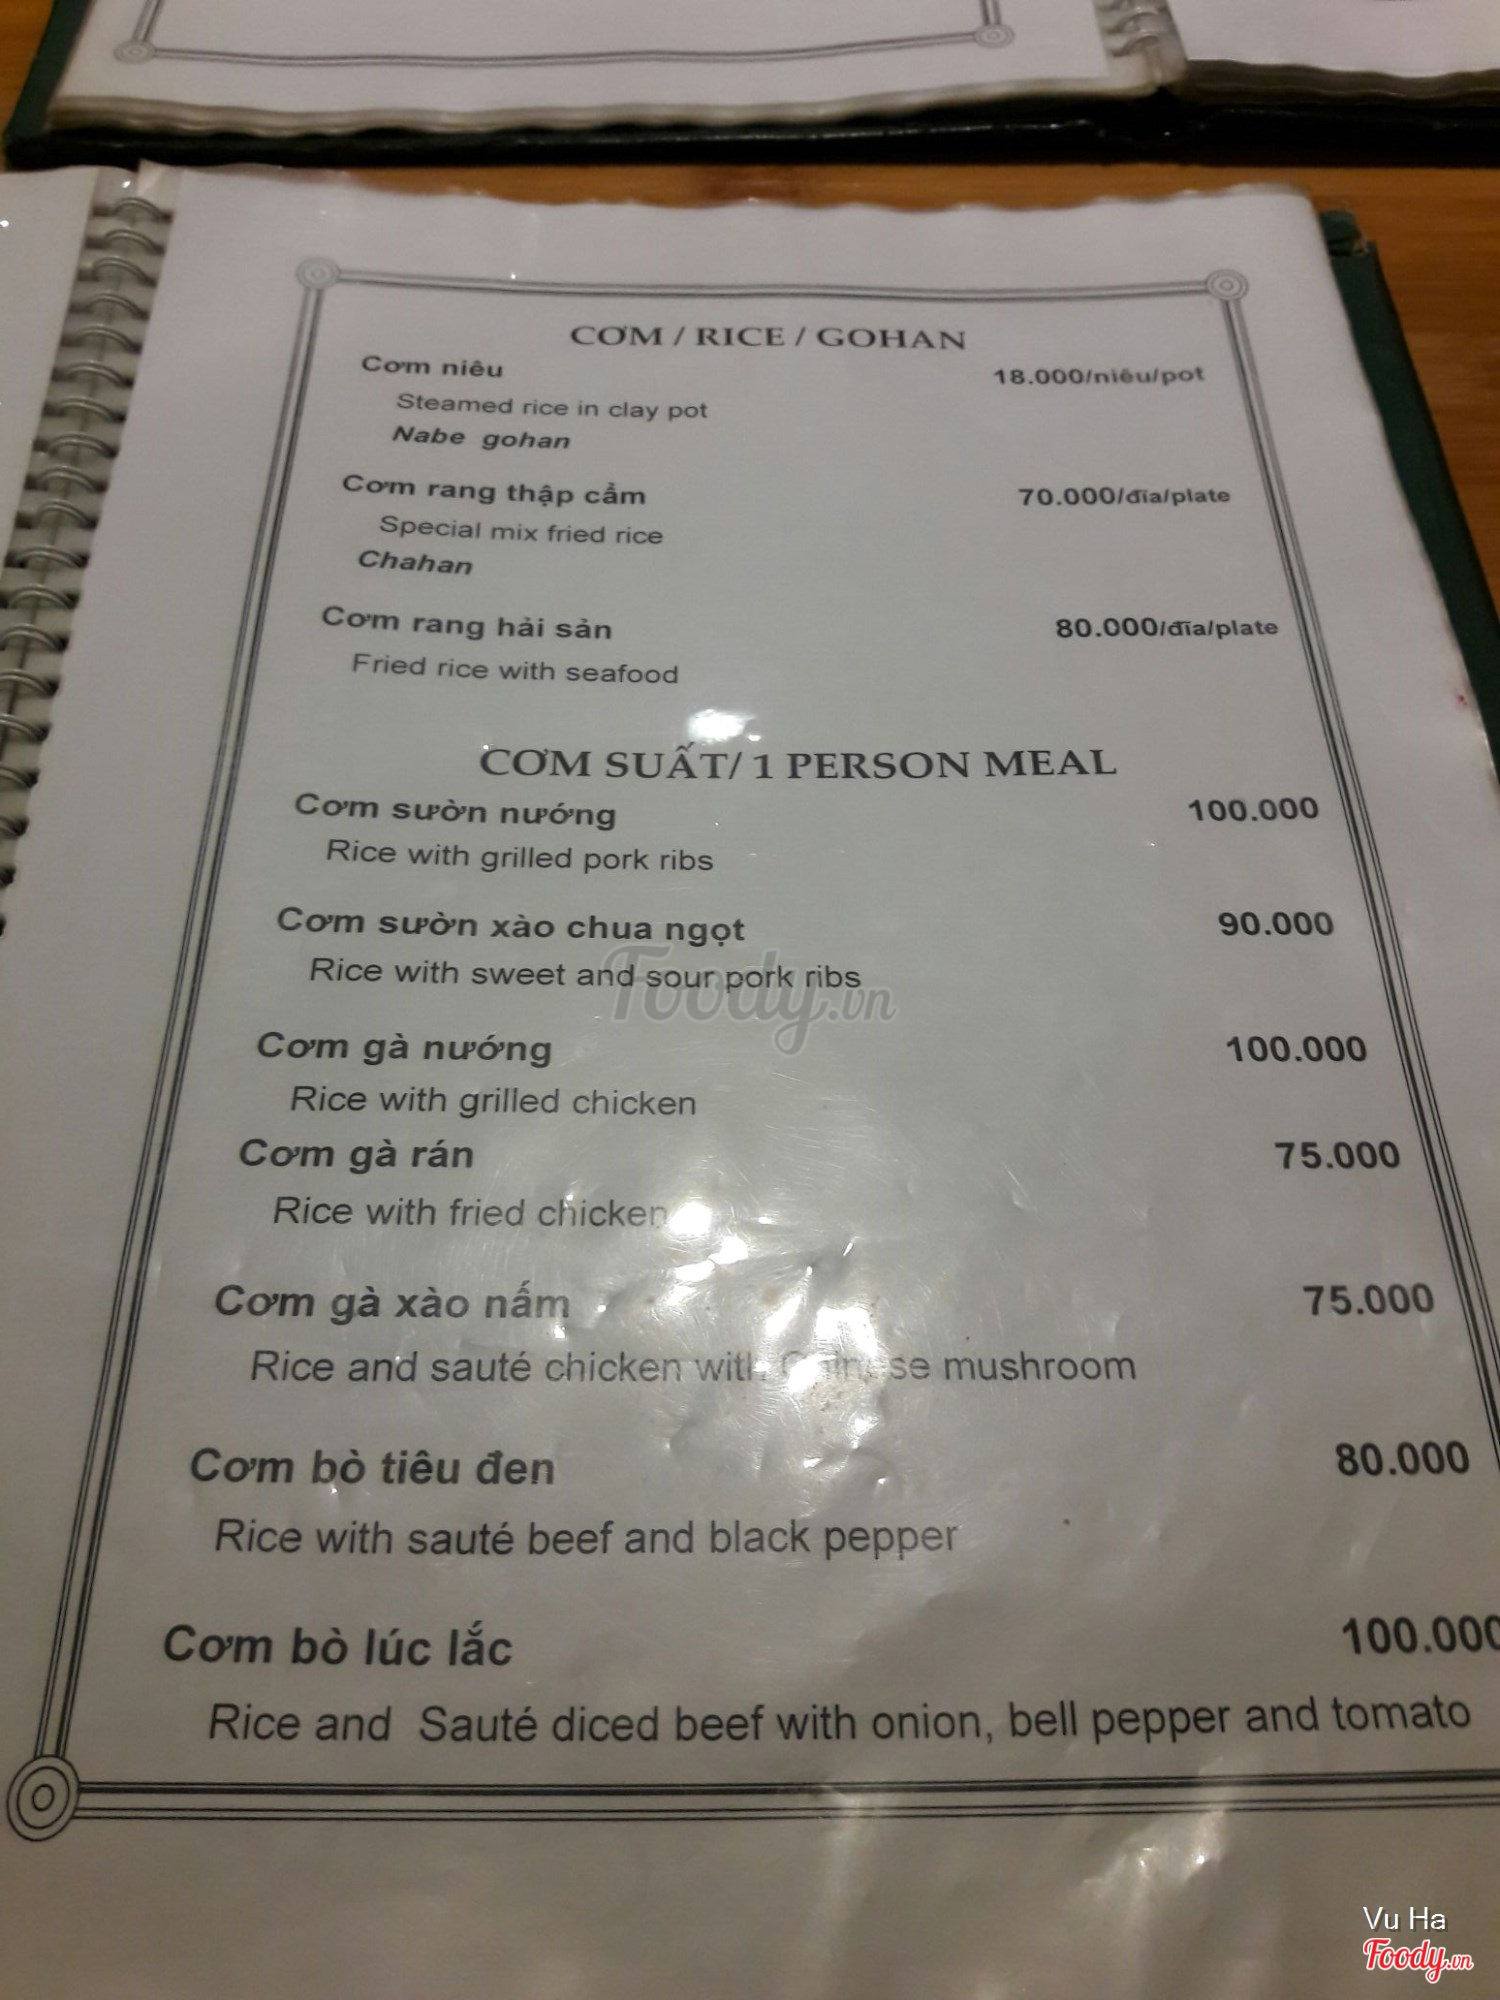 CƠM / RICE / GOHAN
Cơm niêu 18.000/niêu/pot
Steamed rice in clay pot
Nabe gohan
Cơm rang thập cẩm 70.000/đĩa/plate
Special mix fried rice
Chahan
Cơm rang hải sản 80.000/đĩa/plate
Fried rice with seafood
CƠM SUẤT/ 1 PERSON MEAL
Cơm sườn nướng 100.000
Rice with grilled pork ribs
Cơm sườn xào chua ngọt 90.000
Rice with sweet and sour pork ribs
Foody.vn
Cơm gà nướng 100.000
Rice with grilled chicken
Cơm gà rán 75.000
Rice with fried chicken
Cơm gà xào nấm 75.000
Rice and sauté chicken with Chinese mushroom
Cơm bò tiêu đen 80.000
Rice with sauté beef and black pepper
Cơm bò lúc lắc 100.000
Rice and Sauté diced beef with onion, bell pepper and tomato
Vu Ha
Foody.vn